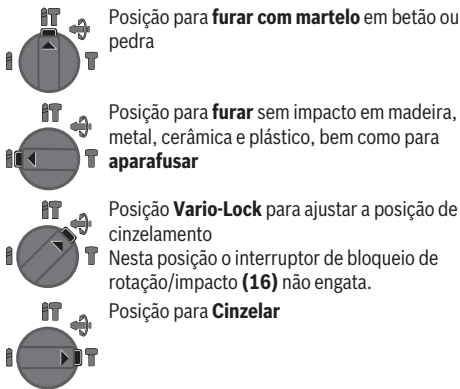 Posição para furar com martelo em betão ou
pedra
Posição para furar sem impacto em madeira,
metal, cerâmica e plástico, bem como para
aparafusar
Posição Vario-Lock para ajustar a posição de
cinzelamento
Nesta posição o interruptor de bloqueio de
rotação/impacto (16) não engata.
Posição para Cinzelar